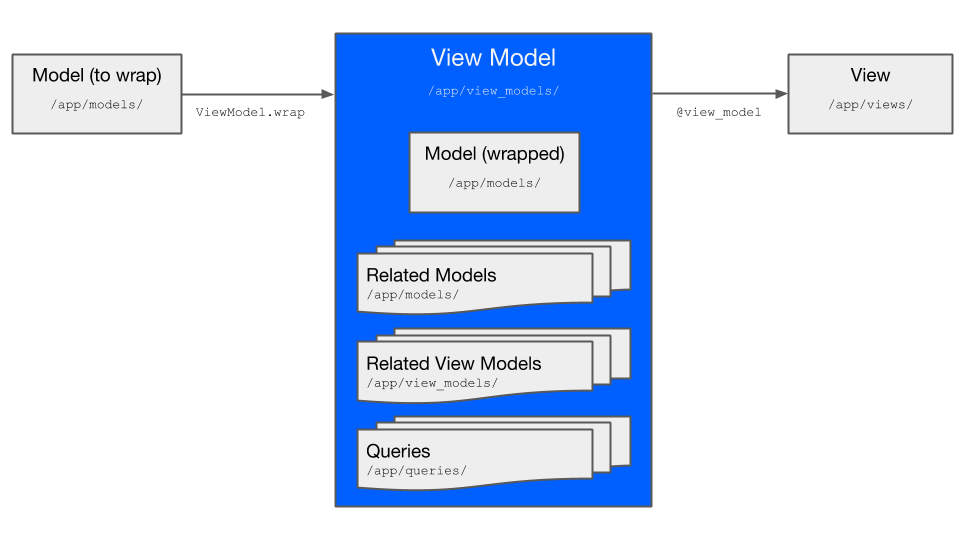 Model (to wrap)
/app/models/
ViewModel.wrap
View Model
/app/view_models/
Model (wrapped)
/app/models/
Related Models
/app/models/
Related View Models
/app/view_models/
Queries
/app/queries/
@view_model
View
/app/views/